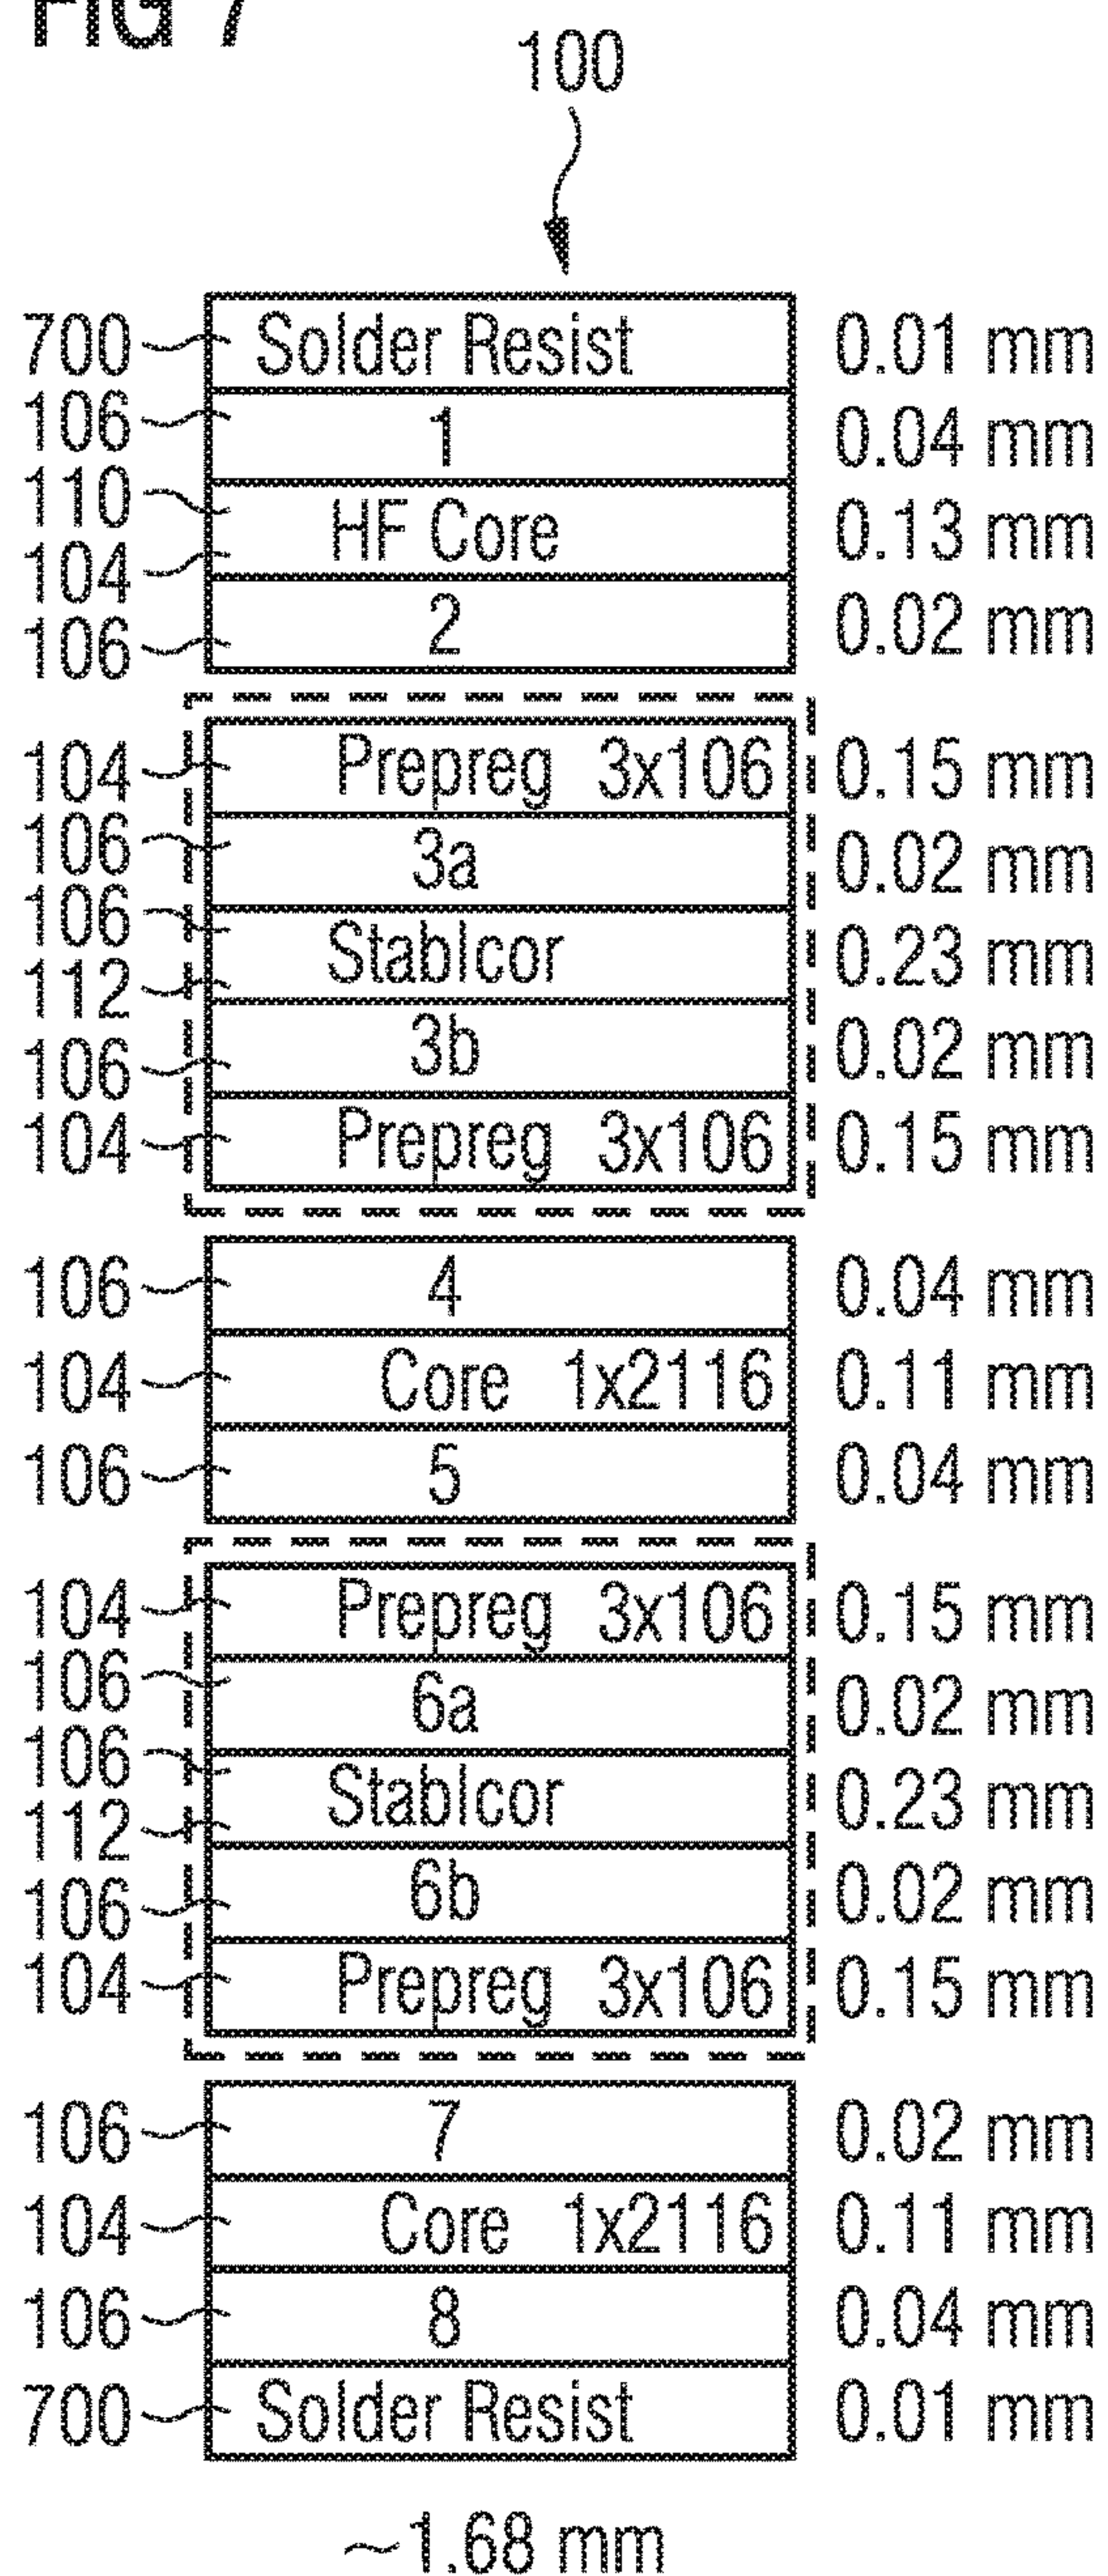 FIG 7
100
700 Solder Resist 0.01 mm
106 1 0.04 mm
110
HF Core 0.13 mm
104
106 2 0.02 mm
104 Prepreg 3x106 0.15 mm
106 3a 0.02 mm
106
Stablcor 0.23 mm
112
106 3b 0.02 mm
104 Prepreg 3x106 0.15 mm
106 4 0.04 mm
104 Core 1x2116 0.11 mm
106 5 0.04 mm
104 Prepreg 3x106 0.15 mm
106 6a 0.02 mm
106
Stablcor 0.23 mm
112
106 6b 0.02 mm
104 Prepreg 3x106 0.15 mm
106 7 0.02 mm
104 Core 1x2116 0.11 mm
106 8 0.04 mm
700 Solder Resist 0.01 mm
~1.68 mm